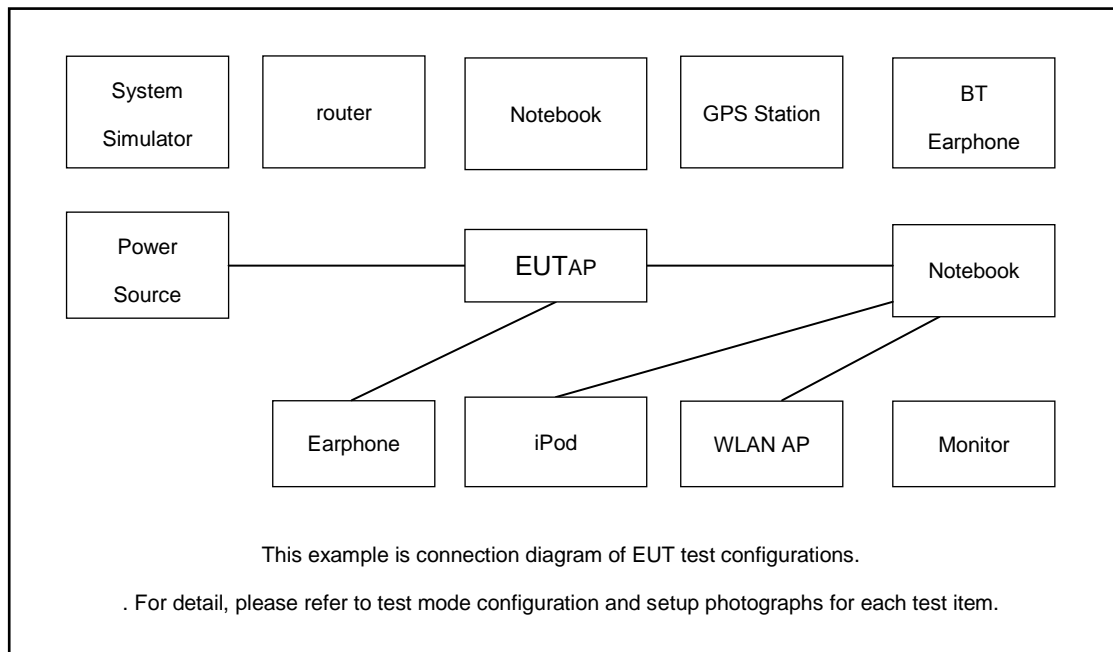 System
Simulator
router
Notebook
GPS Station
BT
Earphone
Power
Source
EUTAP
Notebook
Earphone
iPod
WLAN AP
Monitor
This example is connection diagram of EUT test configurations.
. For detail, please refer to test mode configuration and setup photographs for each test item.